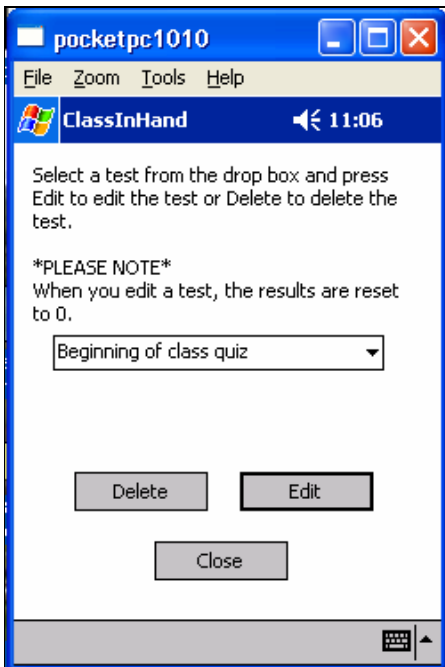 pocketpc1010
File Zoom Tools Help
ClassInHand 11:06
Select a test from the drop box and press
Edit to edit the test or Delete to delete the
test.
*PLEASE NOTE*
When you edit a test, the results are reset
to 0.
Beginning of class quiz
Delete Edit
Close